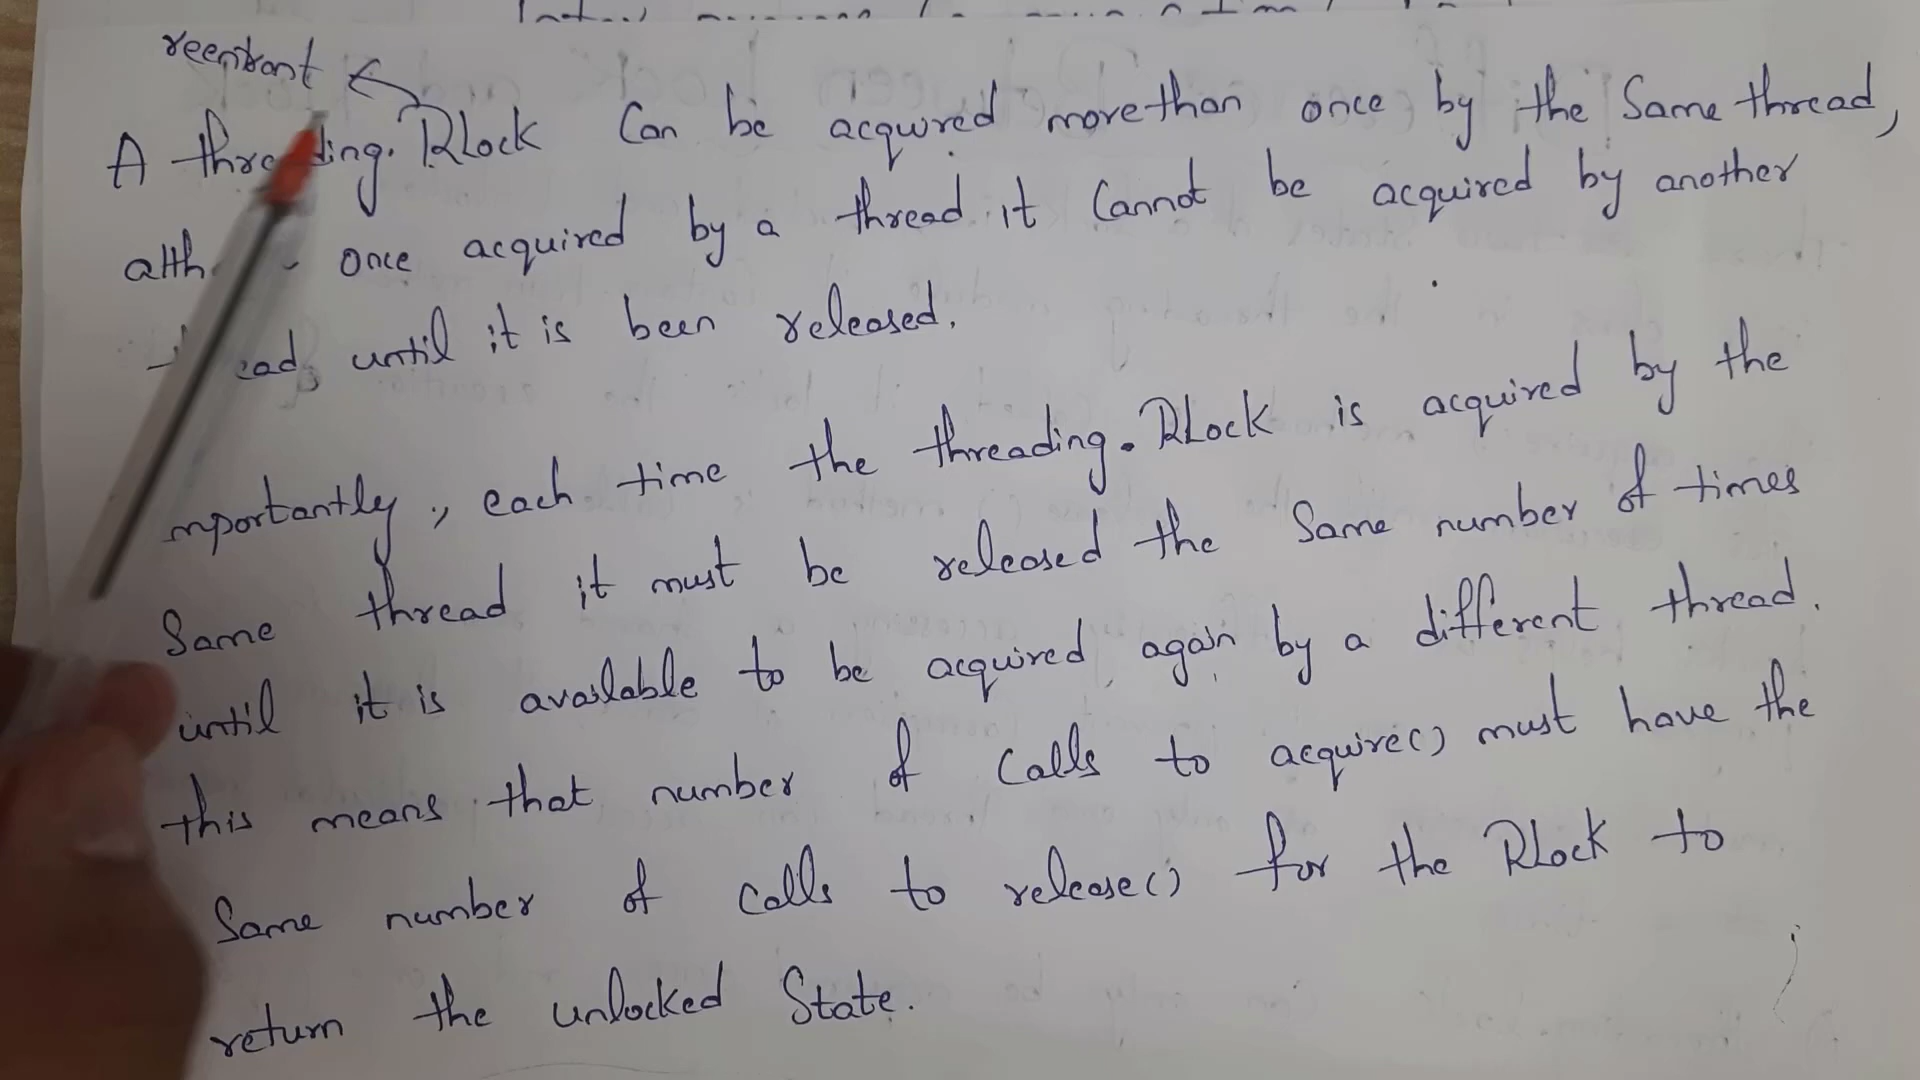 reentrant
A threading.RLock Can be acquired morethan once by the Same thread,
once acquired by a thread it Cannot be acquired by another
until it is been released.
mportantly, each time the threading.RLock is acquired by the
Same thread it must be released the Same number of times
until it is available to be acquired again by a different thread.
this means that number of Calls to acquire() must have the
Same number of calls to release() for the RLock to
return the unlocked State.